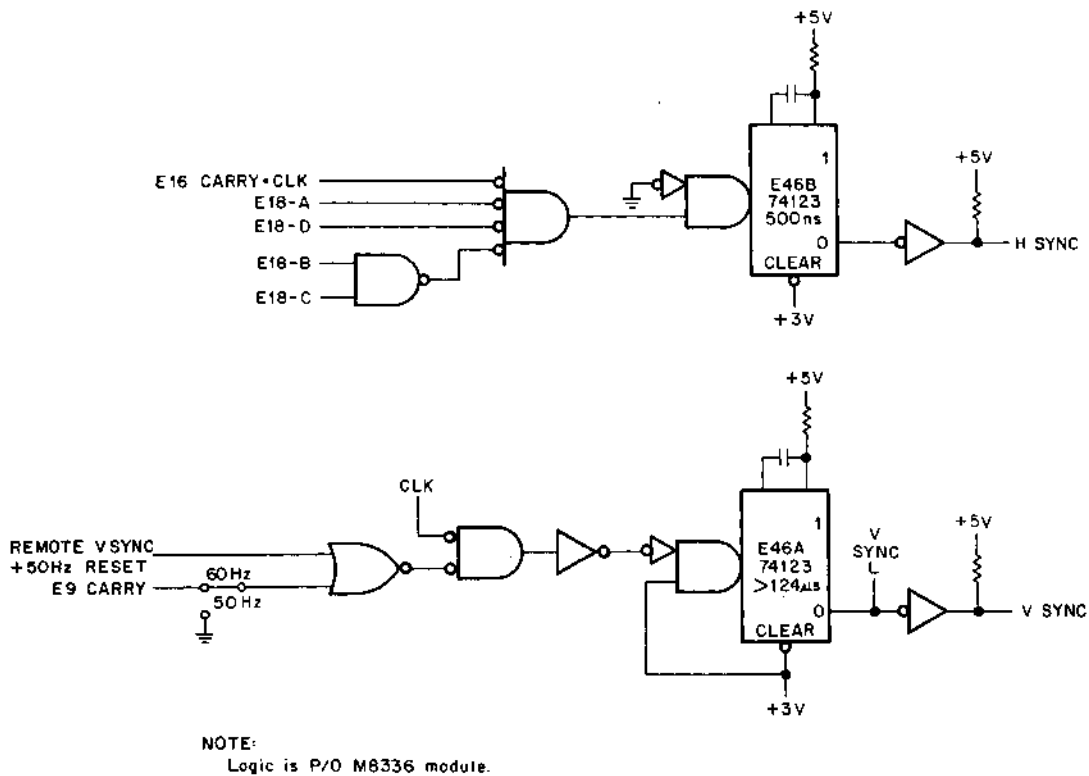 +5V
E16 CARRY•CLK
E18-A
E18-D
E18-B
E18-C
1
E46B
74123
500ns
0
CLEAR
+3V
+5V
H SYNC
+5V
CLK
REMOTE VSYNC
+50Hz RESET
E9 CARRY
60Hz
50Hz
1
E46A
74123
>124µs
0
CLEAR
+3V
V
SYNC
L
+5V
V SYNC
NOTE:
Logic is P/O M8336 module.